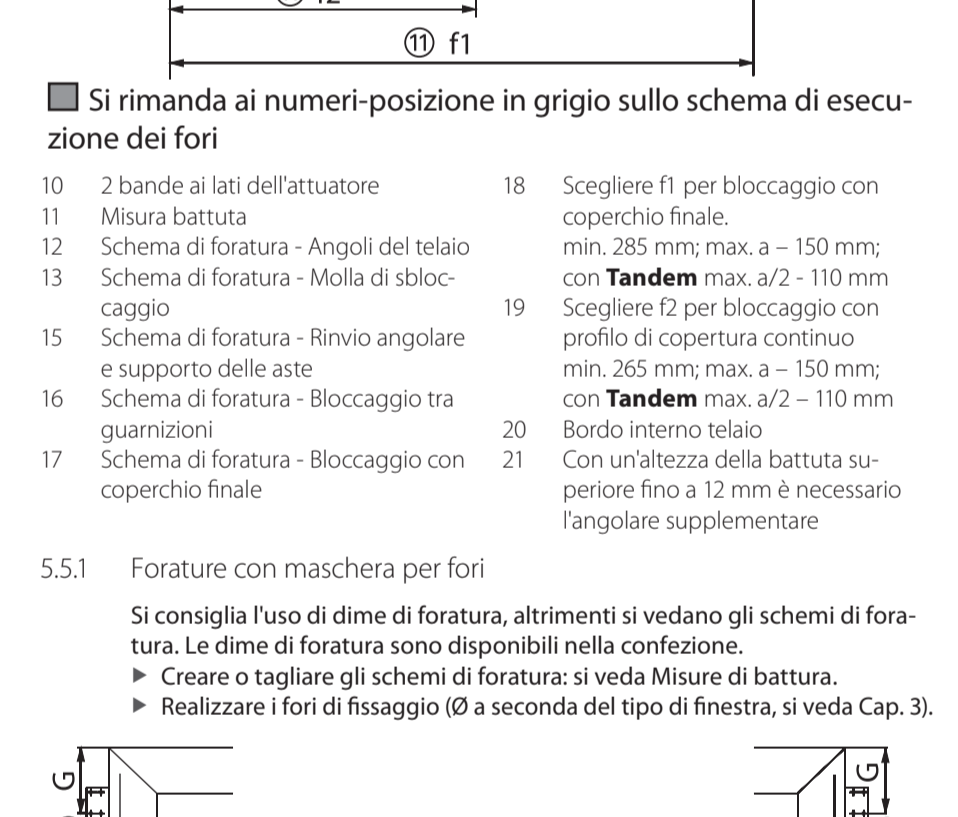 ⑪ f1
Si rimanda ai numeri-posizione in grigio sullo schema di esecu-
zione dei fori
10 2 bande ai lati dell'attuatore
11 Misura battuta
12 Schema di foratura - Angoli del telaio
13 Schema di foratura - Molla di sbloc-
caggio
15 Schema di foratura - Rinvio angolare
e supporto delle aste
16 Schema di foratura - Bloccaggio tra
guarnizioni
17 Schema di foratura - Bloccaggio con
coperchio finale
18 Scegliere f1 per bloccaggio con
coperchio finale.
min. 285 mm; max. a – 150 mm;
con Tandem max. a/2 - 110 mm
19 Scegliere f2 per bloccaggio con
profilo di copertura continuo
min. 265 mm; max. a – 150 mm;
con Tandem max. a/2 – 110 mm
20 Bordo interno telaio
21 Con un'altezza della battuta su-
periore fino a 12 mm è necessario
l'angolare supplementare
5.5.1 Forature con maschera per fori
Si consiglia l'uso di dime di foratura, altrimenti si vedano gli schemi di fora-
tura. Le dime di foratura sono disponibili nella confezione.
▶ Creare o tagliare gli schemi di foratura: si veda Misure di battura.
▶ Realizzare i fori di fissaggio (Ø a seconda del tipo di finestra, si veda Cap. 3).
G
G